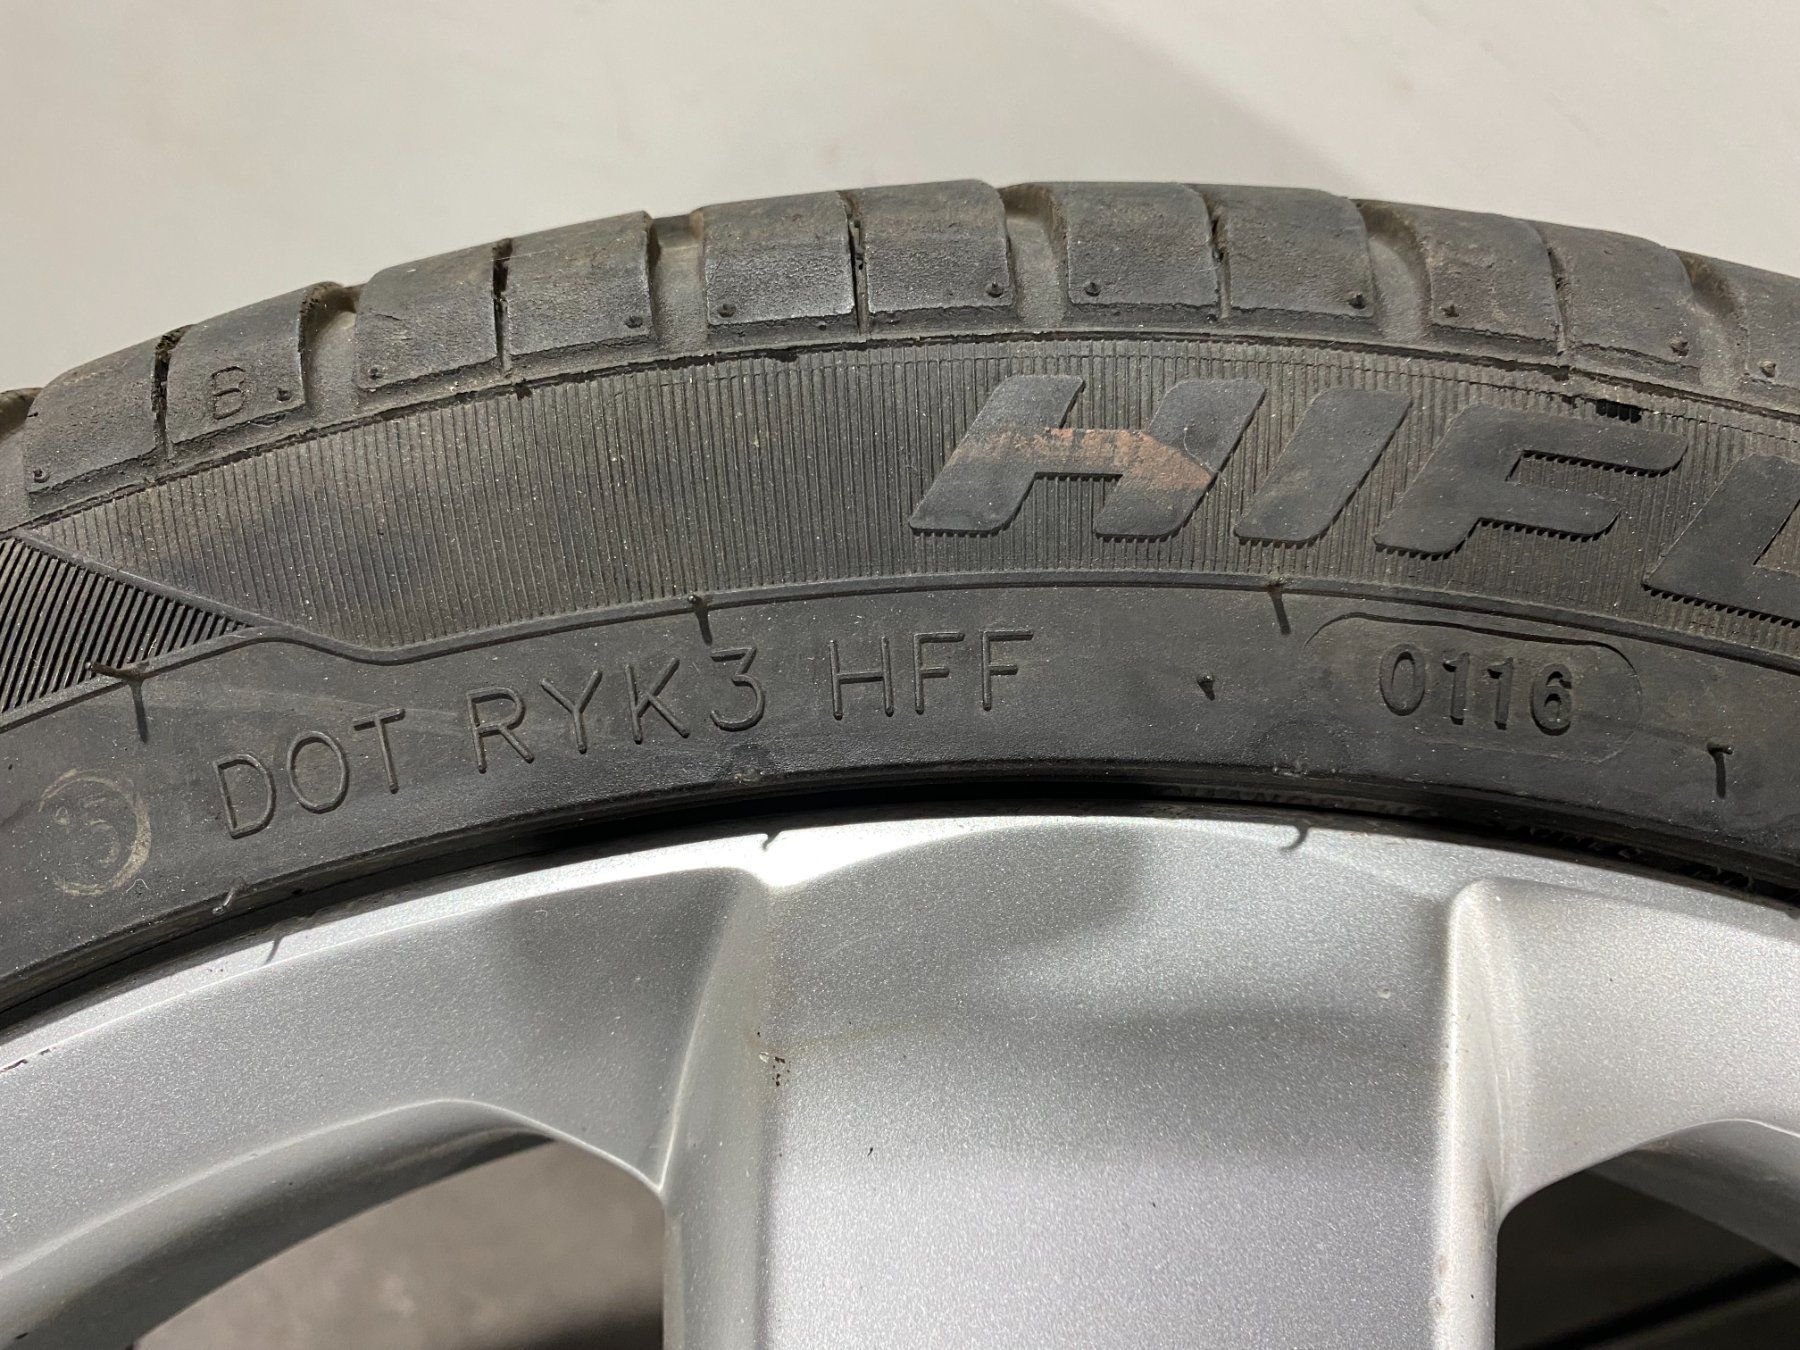 B
HIFL
DOT RYK3 HFF 0116
T